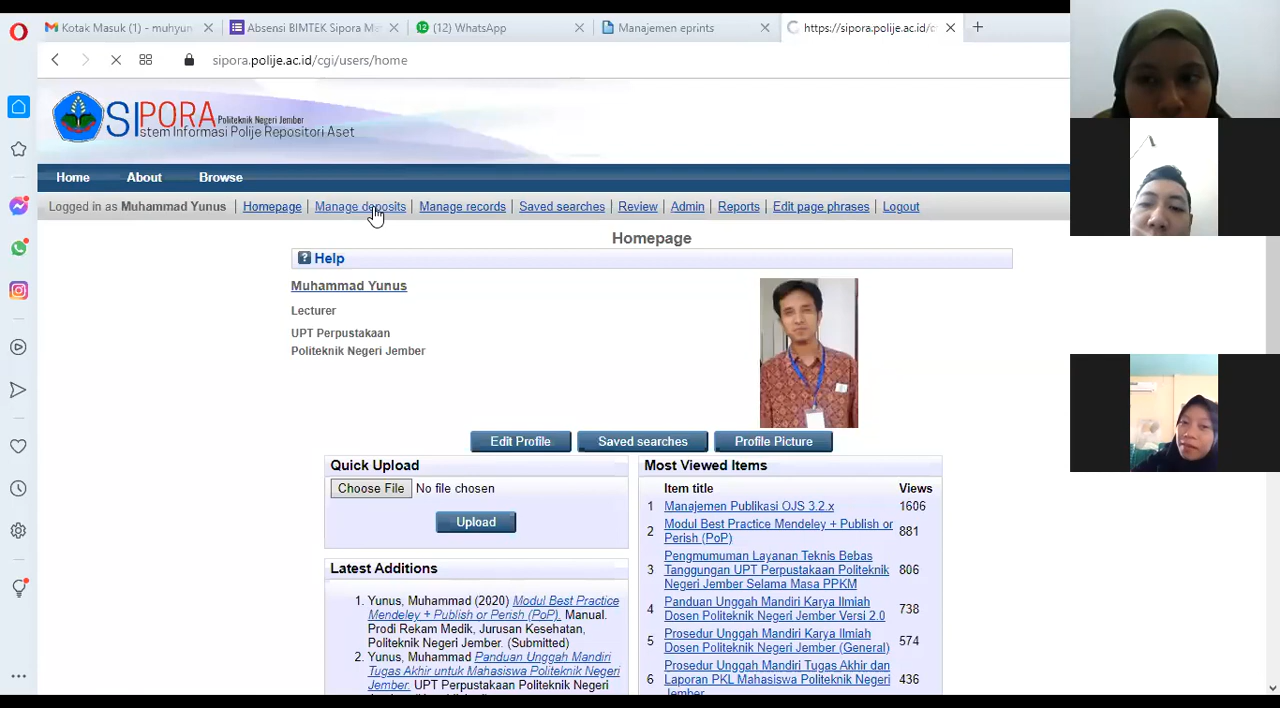 Kotak Masuk (1) - muhyun
Absensi BIMTEK Sipora Me
(12) WhatsApp
Manajemen eprints
https://sipora.polije.ac.id/c
sipora.polije.ac.id/cgi/users/home
SIPORA Politeknik Negeri Jember
stem Informasi Polije Repositori Aset
Home About Browse
Logged in as Muhammad Yunus | Homepage | Manage deposits | Manage records | Saved searches | Review | Admin | Reports | Edit page phrases | Logout
Homepage
? Help
Muhammad Yunus
Lecturer
UPT Perpustakaan
Politeknik Negeri Jember
Edit Profile Saved searches Profile Picture
Quick Upload
Choose File No file chosen
Upload
Latest Additions
1. Yunus, Muhammad (2020) Modul Best Practice
Mendeley + Publish or Perish (PoP). Manual.
Prodi Rekam Medik, Jurusan Kesehatan,
Politeknik Negeri Jember. (Submitted)
2. Yunus, Muhammad Panduan Unggah Mandiri
Tugas Akhir untuk Mahasiswa Politeknik Negeri
Jember. UPT Perpustakaan Politeknik Negeri
Most Viewed Items
Item title Views
1 Manajemen Publikasi OJS 3.2.x 1606
2 Modul Best Practice Mendeley + Publish or
Perish (PoP) 881
3 Pengmumuman Layanan Teknis Bebas
Tanggungan UPT Perpustakaan Politeknik
Negeri Jember Selama Masa PPKM 806
4 Panduan Unggah Mandiri Karya Ilmiah
Dosen Politeknik Negeri Jember Versi 2.0 738
5 Prosedur Unggah Mandiri Karya Ilmiah
Dosen Politeknik Negeri Jember (General) 574
6 Prosedur Unggah Mandiri Tugas Akhir dan
Laporan PKL Mahasiswa Politeknik Negeri 436
Jember